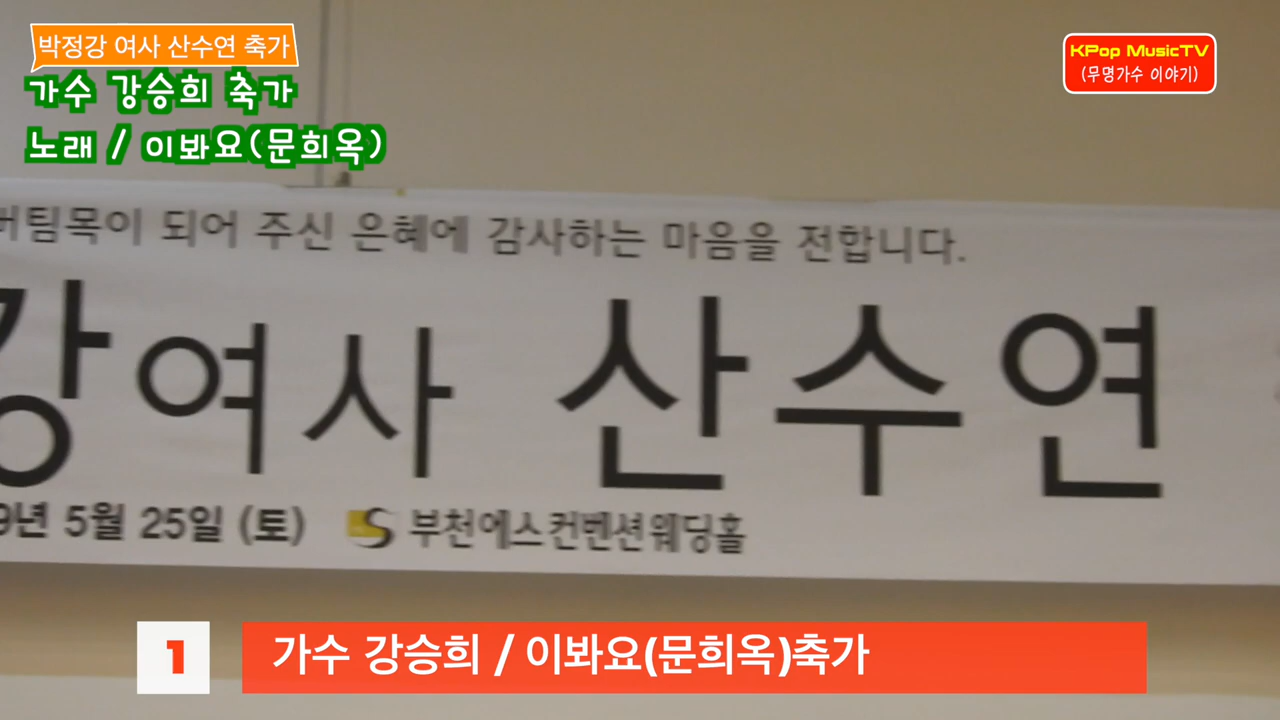 박정강 여사 산수연 축가
가수 강승희 축가
노래 / 이봐요(문희옥)
KPop MusicTV
(무명가수 이야기)
버팀목이 되어 주신 은혜에 감사하는 마음을 전합니다.
강여사 산수연
9년 5월 25일 (토) 부천에스컨벤션웨딩홀
1 가수 강승희 / 이봐요(문희옥)축가